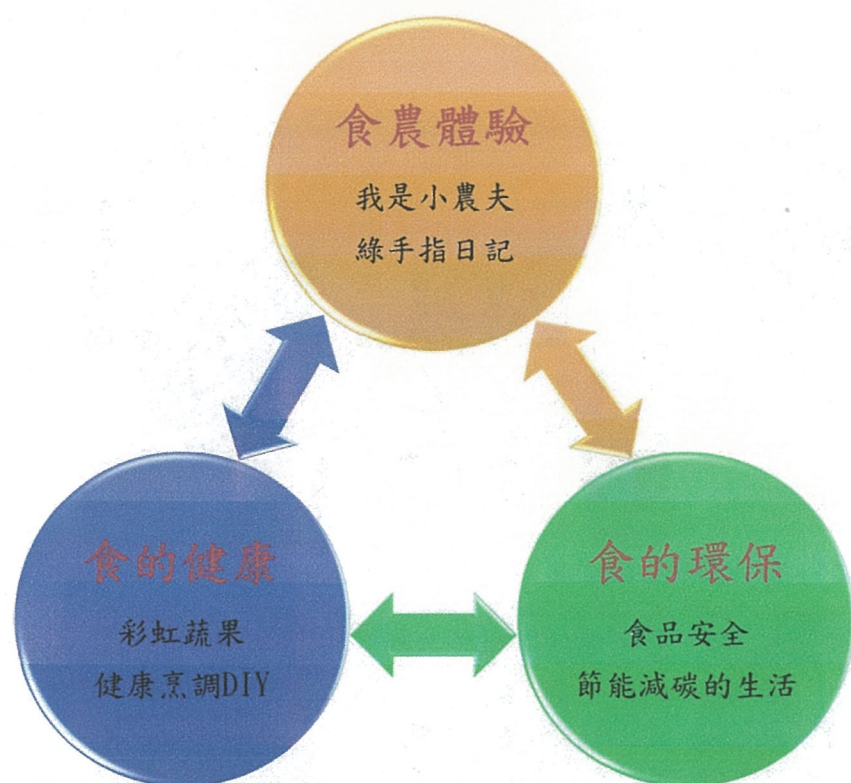 食農體驗
我是小農夫
綠手指日記
食的健康
彩虹蔬果
健康烹調DIY
食的環保
食品安全
節能減碳的生活